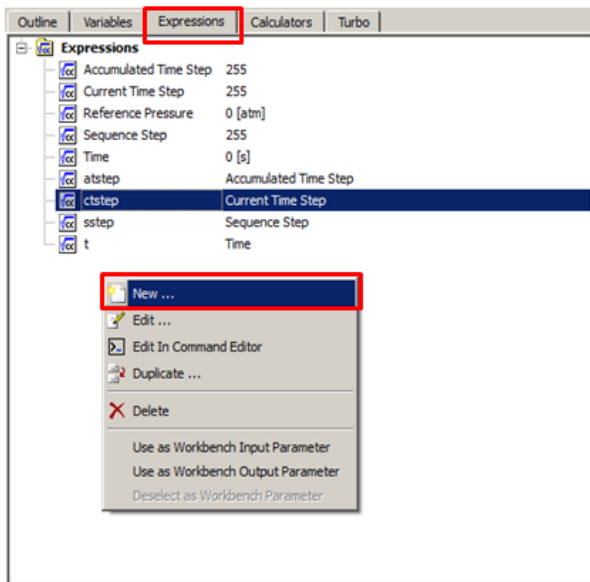 Outline Variables Expressions Calculators Turbo
Expressions
Accumulated Time Step 255
Current Time Step 255
Reference Pressure 0 [atm]
Sequence Step 255
Time 0 [s]
atstep Accumulated Time Step
ctstep Current Time Step
sstep Sequence Step
t Time
New ...
Edit ...
Edit In Command Editor
Duplicate ...
Delete
Use as Workbench Input Parameter
Use as Workbench Output Parameter
Deselect as Workbench Parameter